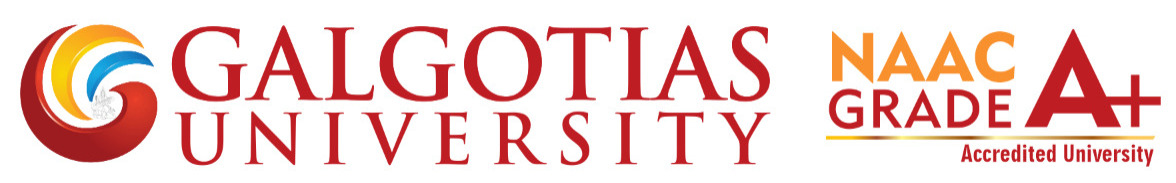 GALGOTIAS
UNIVERSITY
NAAC
GRADE A+
Accredited University